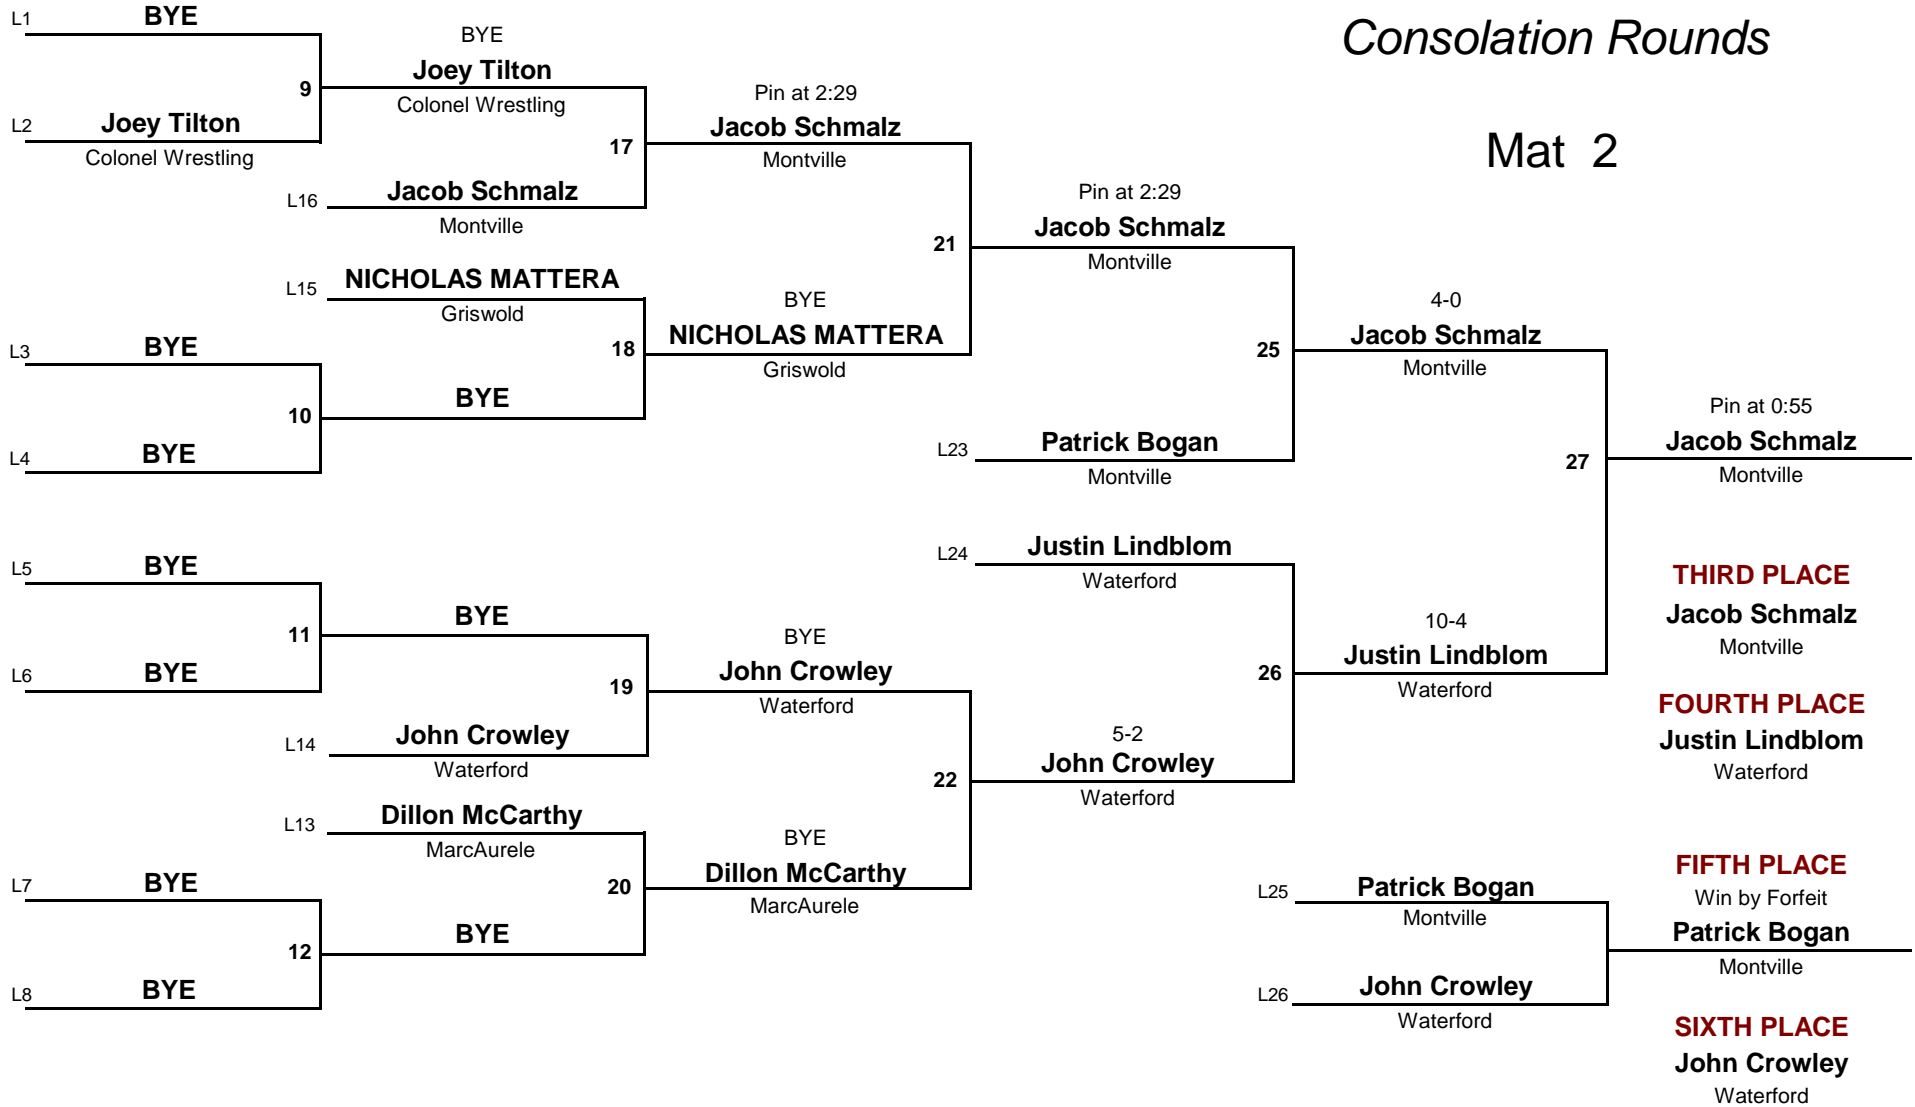 Consolation Rounds
Mat 2
L1 BYE
9
L2 Joey Tilton
Colonel Wrestling
BYE
Joey Tilton
Colonel Wrestling
17
L16 Jacob Schmalz
Montville
Pin at 2:29
Jacob Schmalz
Montville
21
L15 NICHOLAS MATTERA
Griswold
18
L3 BYE
10
L4 BYE
BYE
BYE
NICHOLAS MATTERA
Griswold
Pin at 2:29
Jacob Schmalz
Montville
25
L23 Patrick Bogan
Montville
4-0
Jacob Schmalz
Montville
27
Pin at 0:55
Jacob Schmalz
Montville
L5 BYE
11
L6 BYE
BYE
19
L14 John Crowley
Waterford
BYE
John Crowley
Waterford
22
L13 Dillon McCarthy
MarcAurele
20
L7 BYE
12
L8 BYE
BYE
BYE
Dillon McCarthy
MarcAurele
L24 Justin Lindblom
Waterford
26
5-2
John Crowley
Waterford
10-4
Justin Lindblom
Waterford
THIRD PLACE
Jacob Schmalz
Montville
FOURTH PLACE
Justin Lindblom
Waterford
L25 Patrick Bogan
Montville
L26 John Crowley
Waterford
FIFTH PLACE
Win by Forfeit
Patrick Bogan
Montville
SIXTH PLACE
John Crowley
Waterford